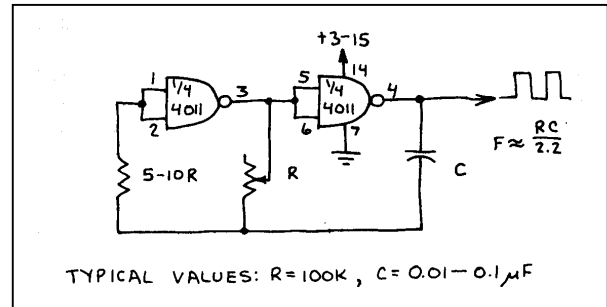 +3-15
1
2
1/4
4011
3
5
6
1/4
4011
14
7
4
F ≈ RC
2.2
5-10R
R
C
TYPICAL VALUES: R=100K, C=0.01-0.1μF